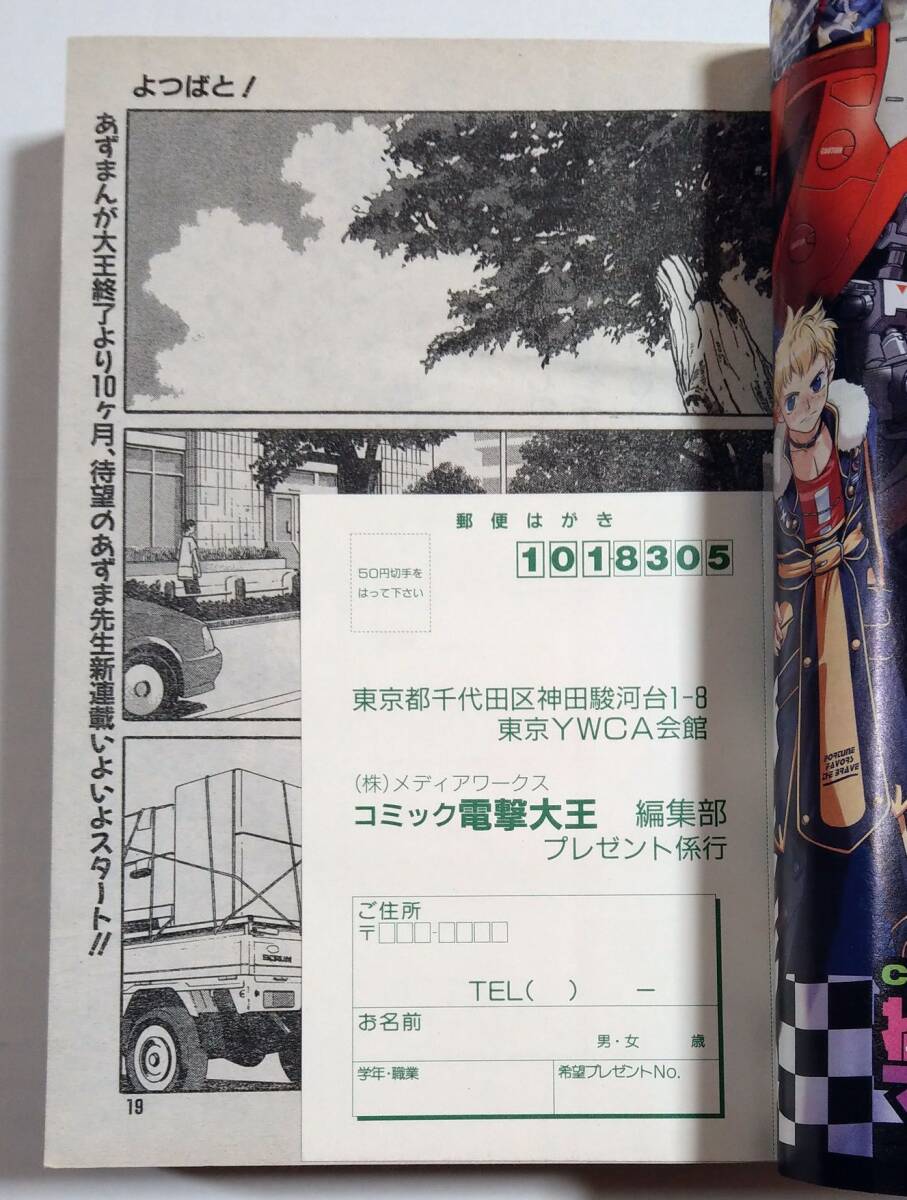 よつばと!
あずまんが大王終了より10ヶ月、待望のあずま先生新連載いよいよスタート!!
郵便はがき
50円切手を
はって下さい
1018305
東京都千代田区神田駿河台1-8
東京YWCA会館
(株)メディアワークス
コミック電撃大王 編集部
プレゼント係行
ご住所
〒□□□-□□□□
TEL( ) ー
お名前
男・女 歳
学年・職業
希望プレゼントNo.
SCRUM
19
CAUTION
FORTUNE
FAVORS
THE BRAVE